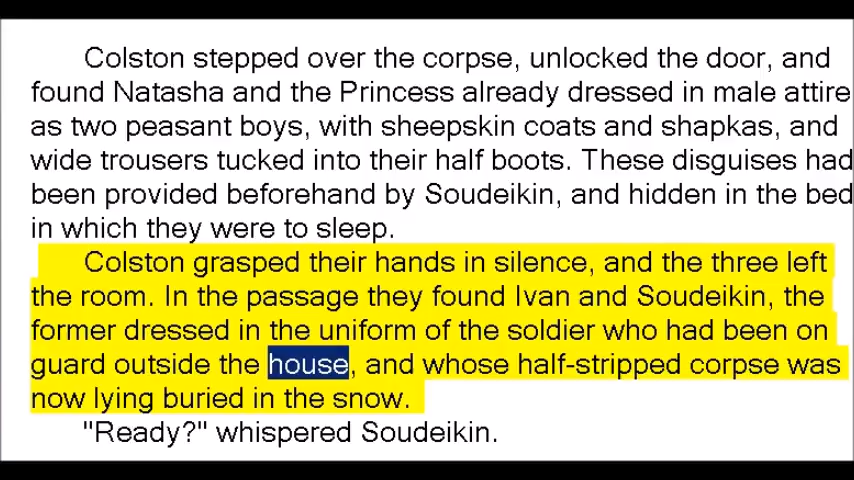 Colston stepped over the corpse, unlocked the door, and
found Natasha and the Princess already dressed in male attire
as two peasant boys, with sheepskin coats and shapkas, and
wide trousers tucked into their half boots. These disguises had
been provided beforehand by Soudeikin, and hidden in the bed
in which they were to sleep.
Colston grasped their hands in silence, and the three left
the room. In the passage they found Ivan and Soudeikin, the
former dressed in the uniform of the soldier who had been on
guard outside the house, and whose half-stripped corpse was
now lying buried in the snow.
"Ready?" whispered Soudeikin.